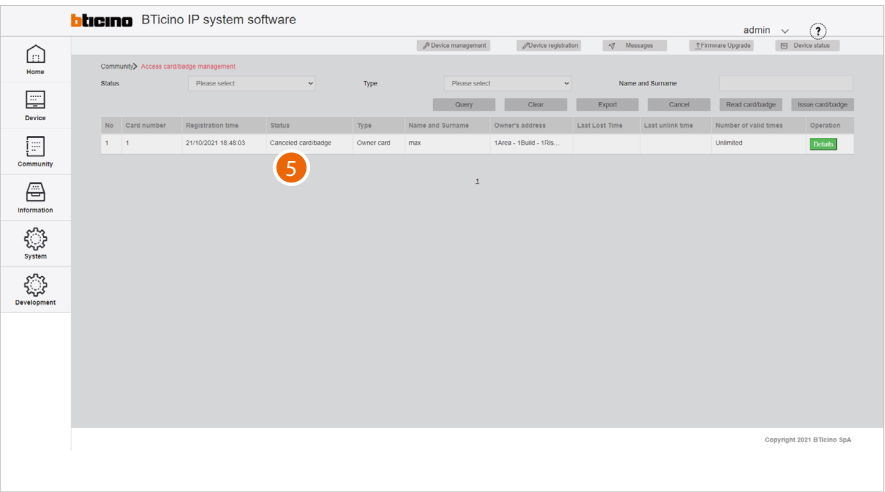 bticino BTicino IP system software
admin ?
Device management Device registration Messages Firmware Upgrade Device status
Home
Device
Community
Information
System
Development
Community> Access card/badge management
Status Please select Type Please select Name and Surname
Query Clear Export Cancel Read card/badge Issue card/badge
No Card number Registration time Status Type Name and Surname Owner's address Last Lost Time Last unlink time Number of valid times Operation
1 1 21/10/2021 18:48:03 Canceled card/badge Owner card max 1Area - 1Build - 1Ris... Unlimited Details
5
1
Copyright 2021 BTicino SpA